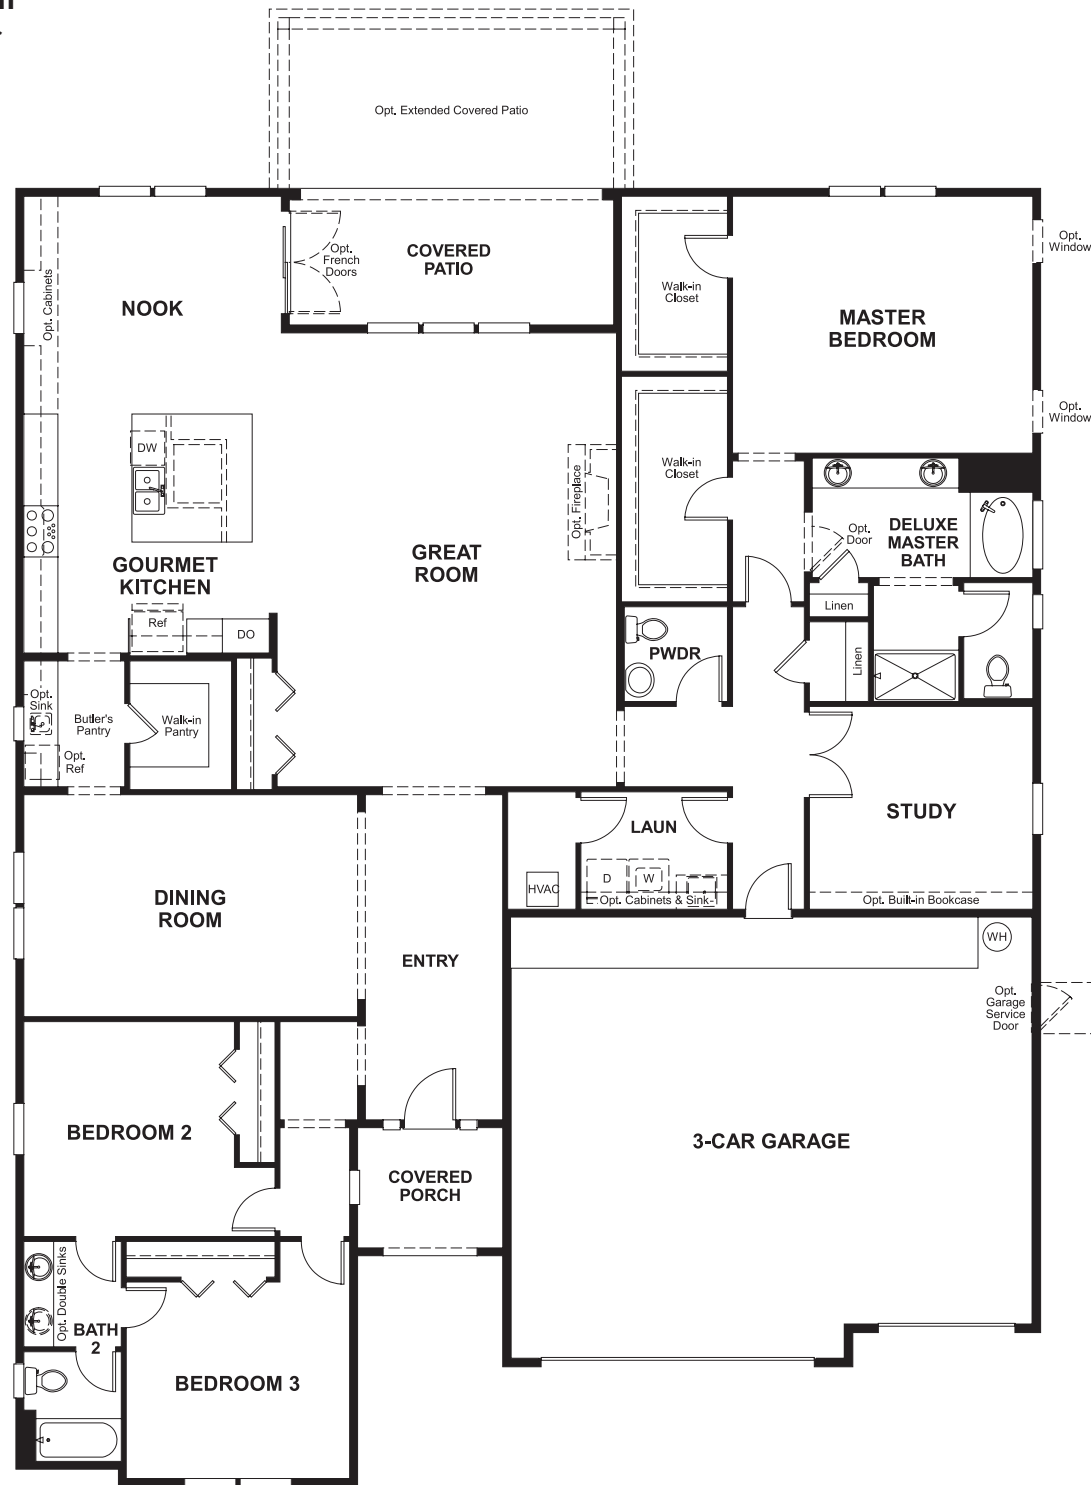 Opt. Extended Covered Patio
Opt.
French
Doors
COVERED
PATIO
Opt.
Window
Opt. Cabinets
NOOK
Walk-in
Closet
MASTER
BEDROOM
Opt.
Window
DW
Walk-in
Closet
Opt. Fireplace
GREAT
ROOM
Opt.
Door
DELUXE
MASTER
BATH
GOURMET
KITCHEN
Ref
DO
Linen
Linen
PWDR
Opt.
Sink
Butler's
Pantry
Walk-in
Pantry
Opt.
Ref
LAUN
STUDY
D
W
HVAC
Opt. Cabinets & Sink
Opt. Built-in Bookcase
DINING
ROOM
ENTRY
WH
Opt.
Garage
Service
Door
BEDROOM 2
3-CAR GARAGE
COVERED
PORCH
Opt. Double Sinks
BATH
2
BEDROOM 3